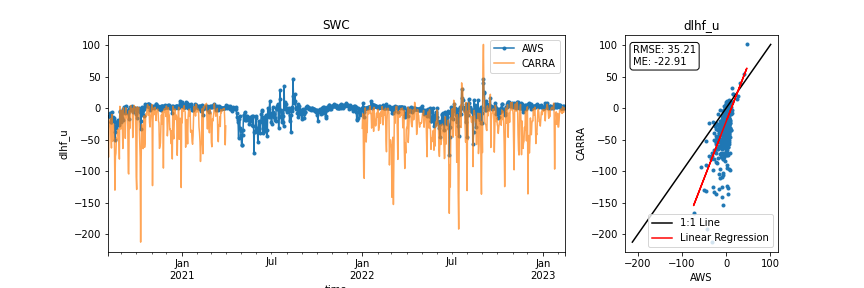 SWC
dlhf_u
100
50
0
−50
−100
−150
−200
dlhf_u
AWS
CARRA
Jan
2021
Jul
Jan
2022
Jul
Jan
2023
time
100
50
0
−50
−100
−150
−200
CARRA
RMSE: 35.21
ME: -22.91
1:1 Line
Linear Regression
−200
−100
0
100
AWS